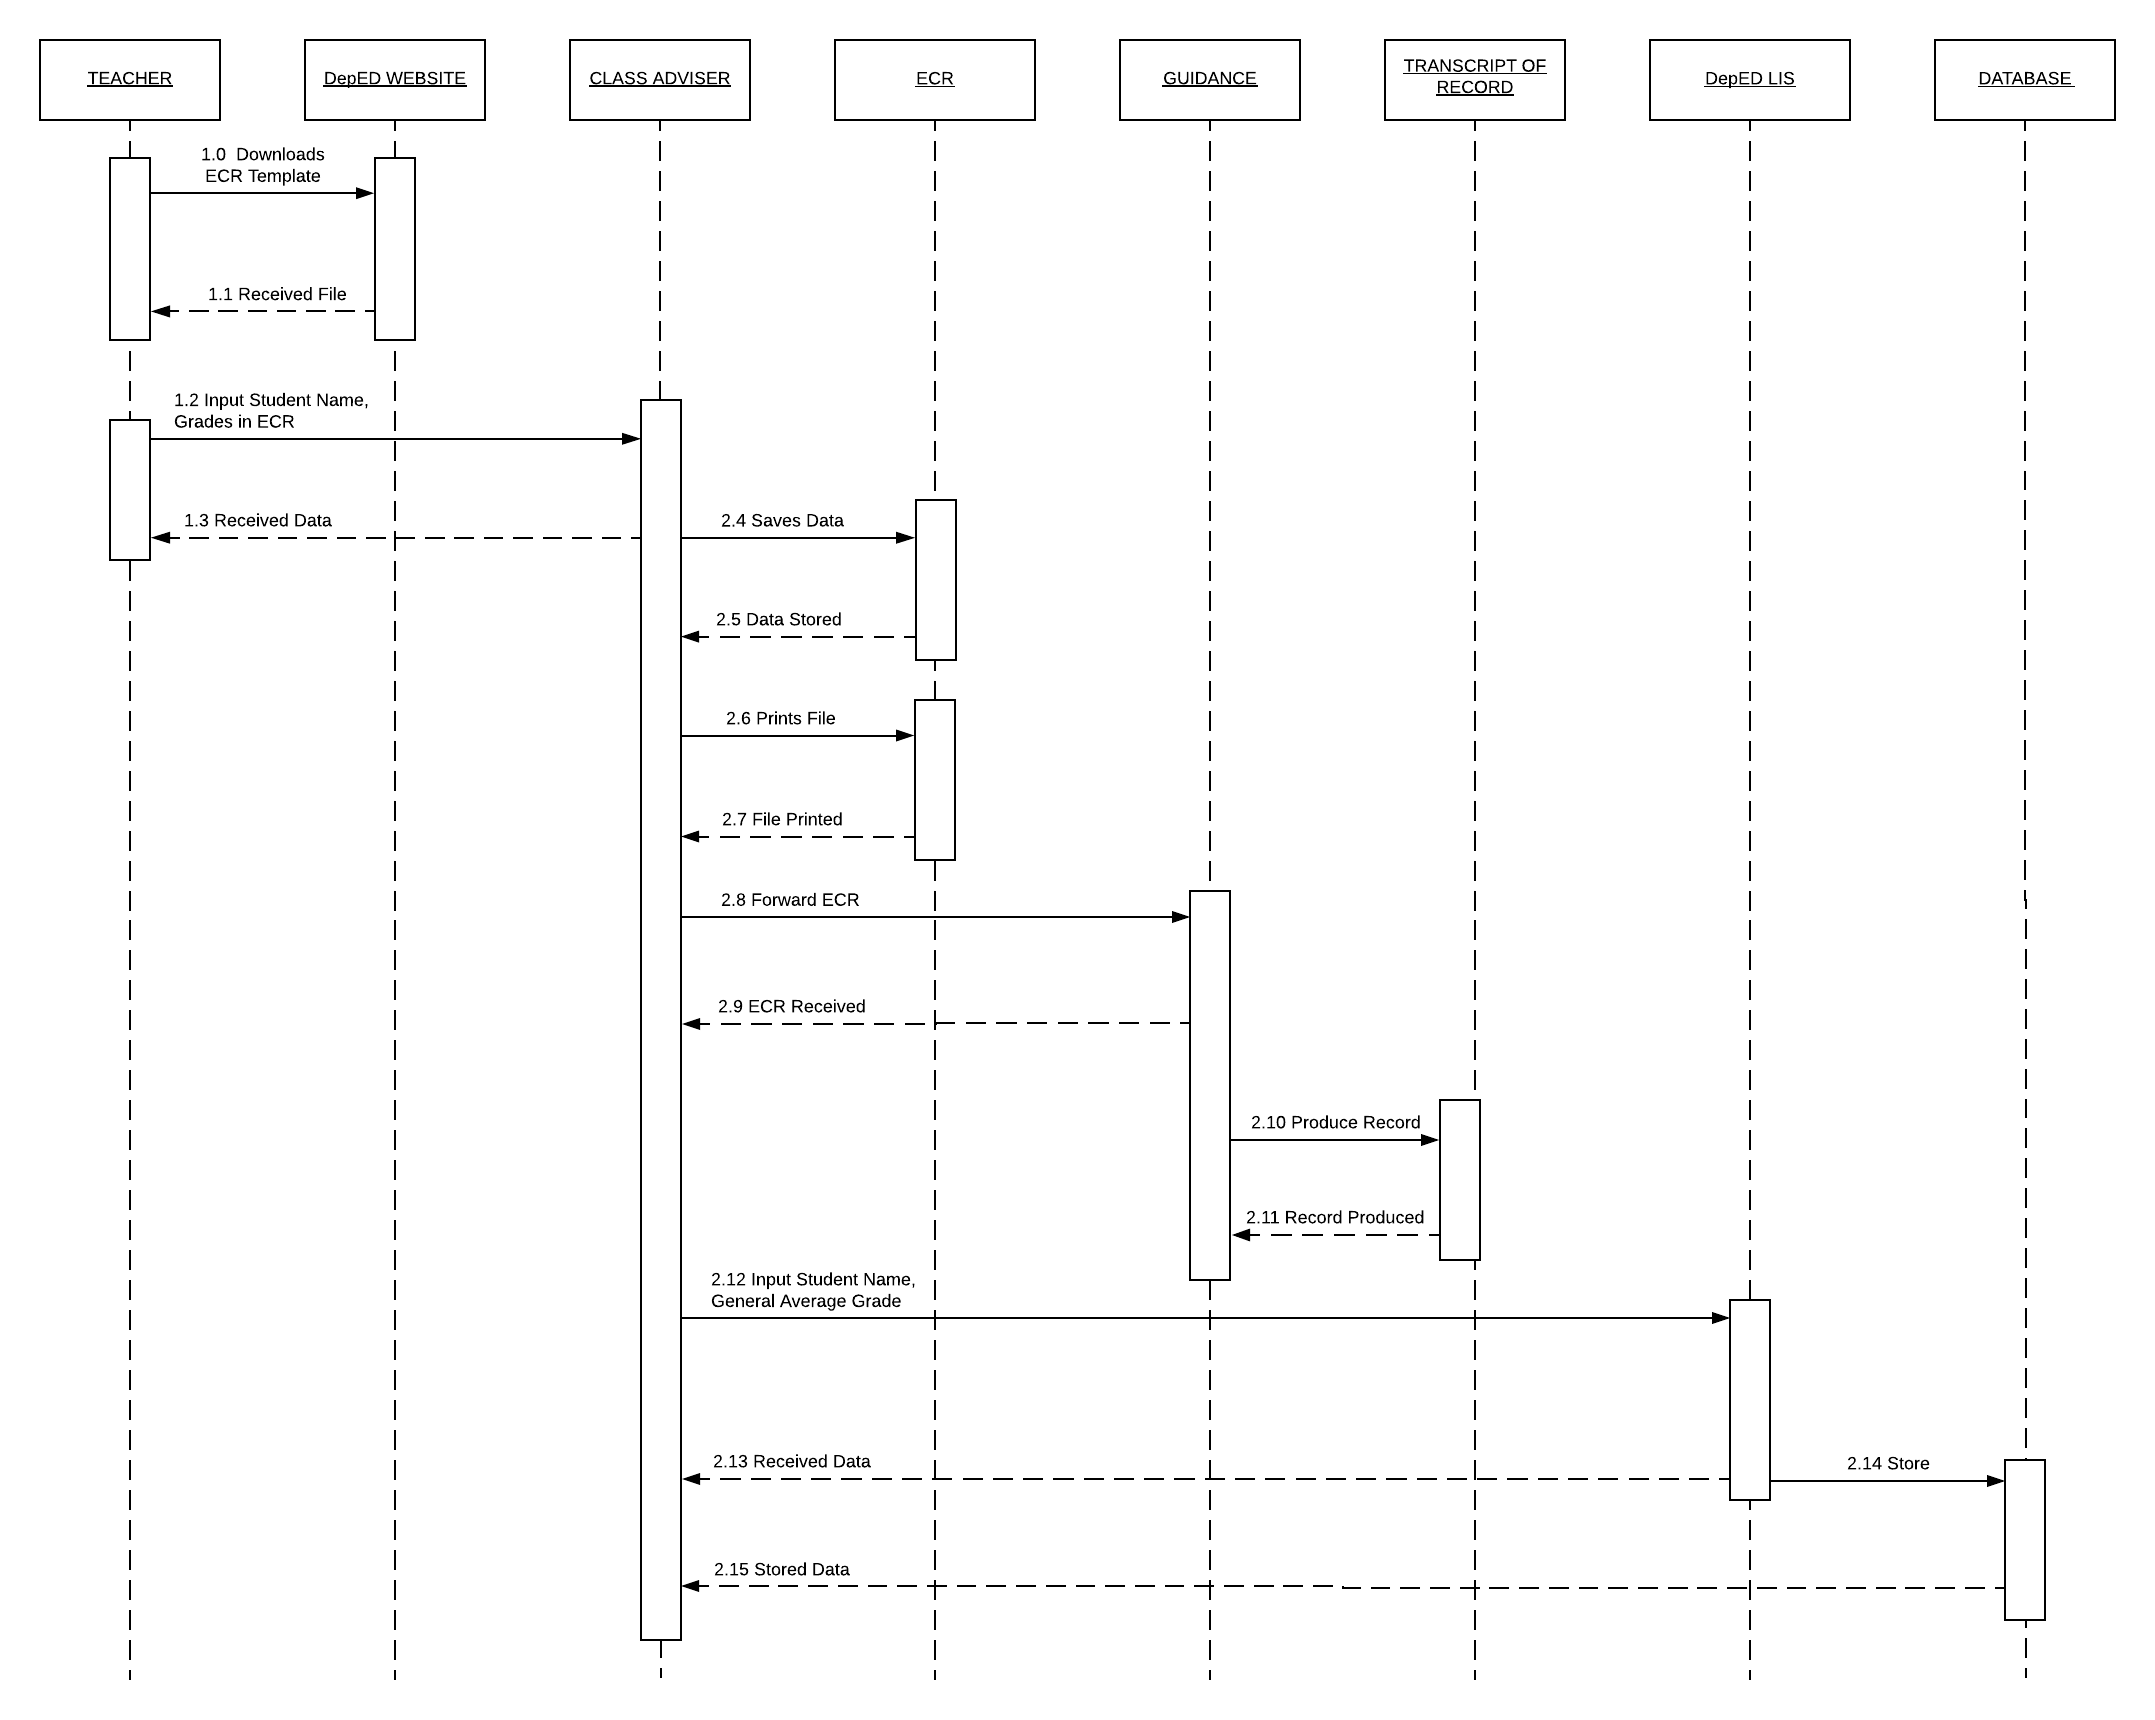 TEACHER
DepED WEBSITE
CLASS ADVISER
ECR
GUIDANCE
TRANSCRIPT OF
RECORD
DepED LIS
DATABASE
1.0  Downloads
ECR Template
1.1 Received File
1.2 Input Student Name,
Grades in ECR
1.3 Received Data
2.4 Saves Data
2.5 Data Stored
2.6 Prints File
2.7 File Printed
2.8 Forward ECR
2.9 ECR Received
2.10 Produce Record
2.11 Record Produced
2.12 Input Student Name,
General Average Grade
2.13 Received Data
2.14 Store
2.15 Stored Data